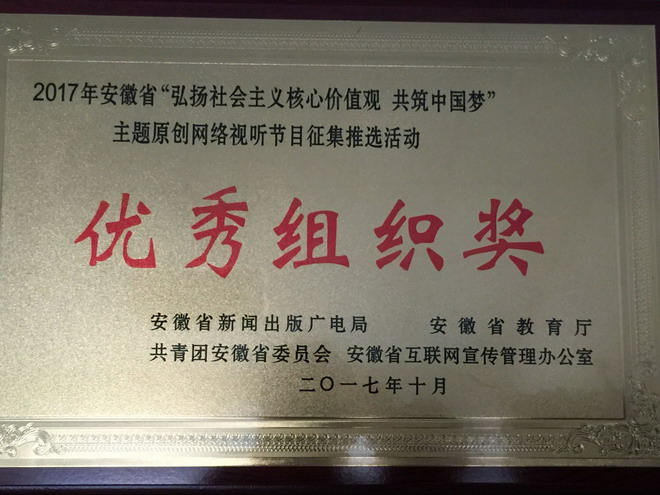 2017年安徽省“弘扬社会主义核心价值观 共筑中国梦”
主题原创网络视听节目征集推选活动
优秀组织奖
安徽省新闻出版广电局 安徽省教育厅
共青团安徽省委员会 安徽省互联网宣传管理办公室
二〇一七年十月